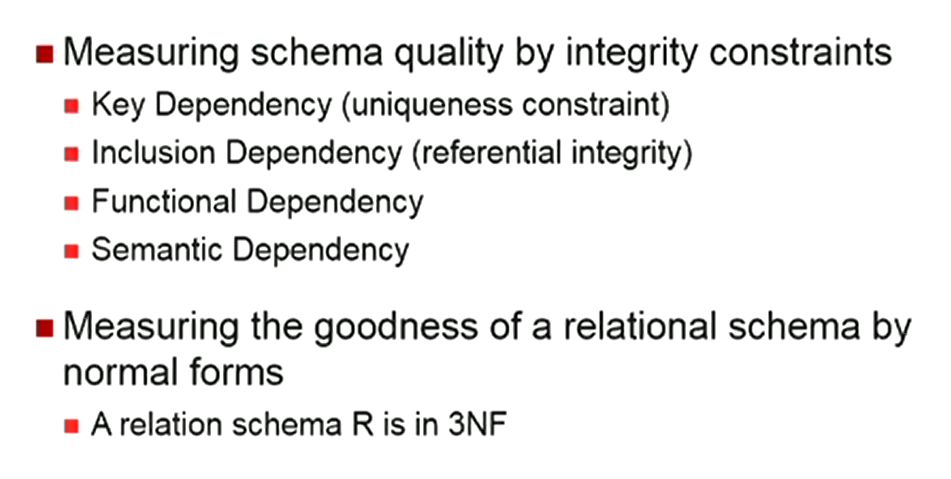 Measuring schema quality by integrity constraints
Key Dependency (uniqueness constraint)
Inclusion Dependency (referential integrity)
Functional Dependency
Semantic Dependency
Measuring the goodness of a relational schema by
normal forms
A relation schema R is in 3NF